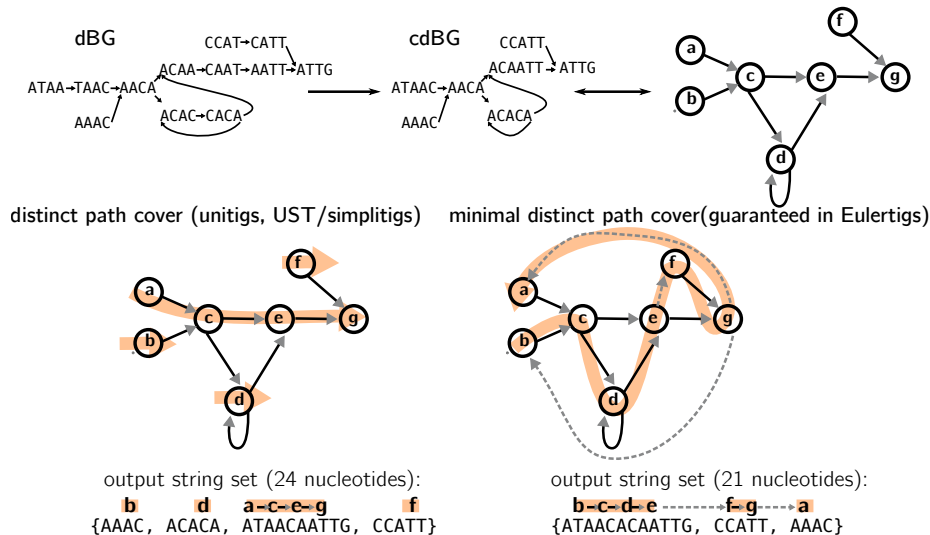 dBG
CCAT CATT
ACAA CAAT AATT ATTG
ATAA TAAC AACA
ACAC CACA
AAAC
cdBG
CCATT
ACAATT ATTG
ATAAC AACA
ACACA
AAAC
f
a
c e g
b
d
distinct path cover (unitigs, UST/simplitigs)
f
a
c e g
b
d
output string set (24 nucleotides):
b d a-c-e-g f
{AAAC, ACACA, ATAACAATTG, CCATT}
minimal distinct path cover(guaranteed in Eulertigs)
f
a
c e g
b
d
output string set (21 nucleotides):
b-c-d-e f-g a
{ATAACACAATTG, CCATT, AAAC}